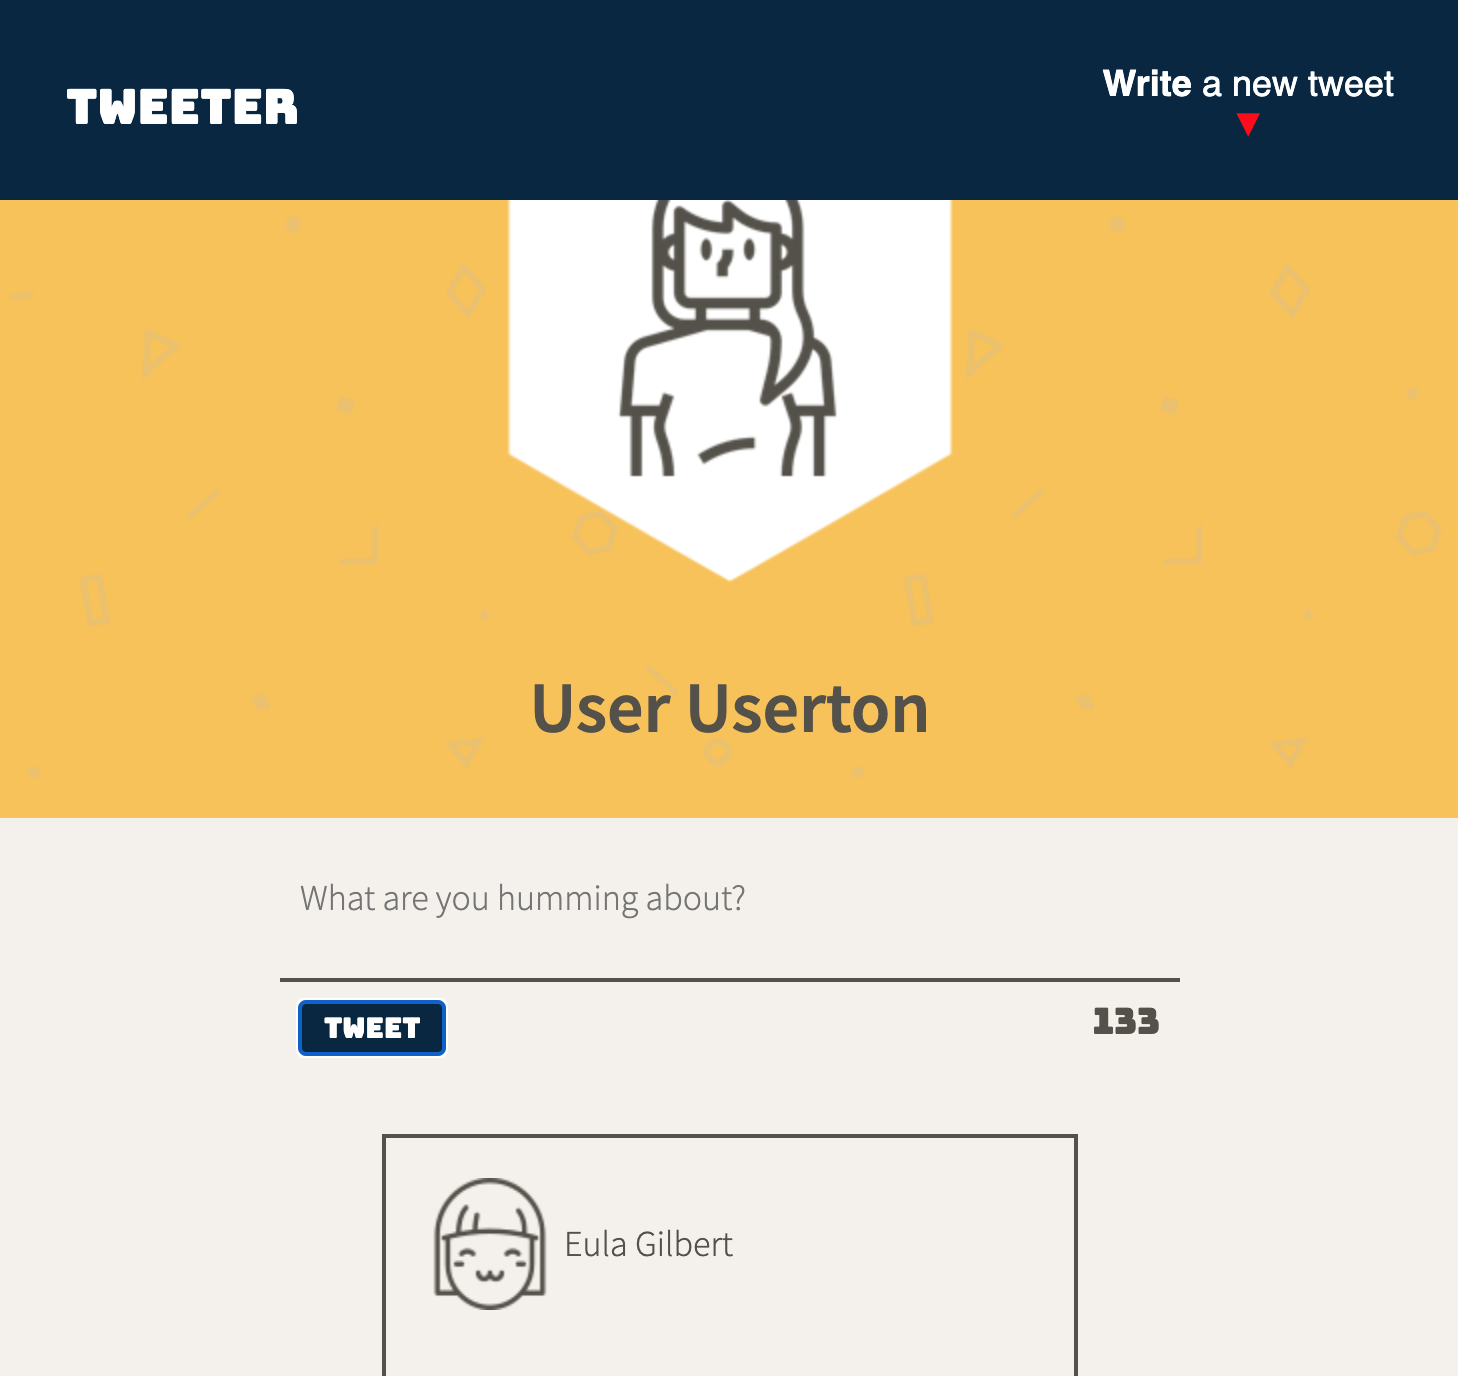 TWEETER
Write a new tweet
User Userton
What are you humming about?
TWEET
133
Eula Gilbert